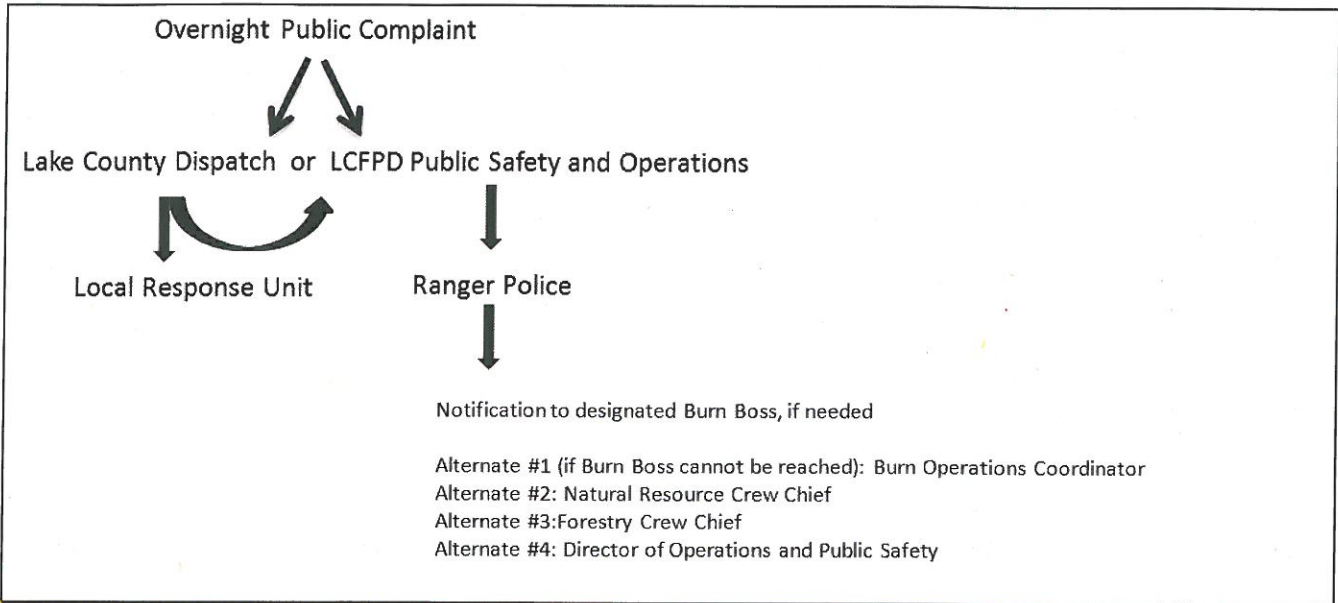 Overnight Public Complaint
Lake County Dispatch or LCFPD Public Safety and Operations
Local Response Unit
Ranger Police
Notification to designated Burn Boss, if needed
Alternate #1 (if Burn Boss cannot be reached): Burn Operations Coordinator
Alternate #2: Natural Resource Crew Chief
Alternate #3:Forestry Crew Chief
Alternate #4: Director of Operations and Public Safety